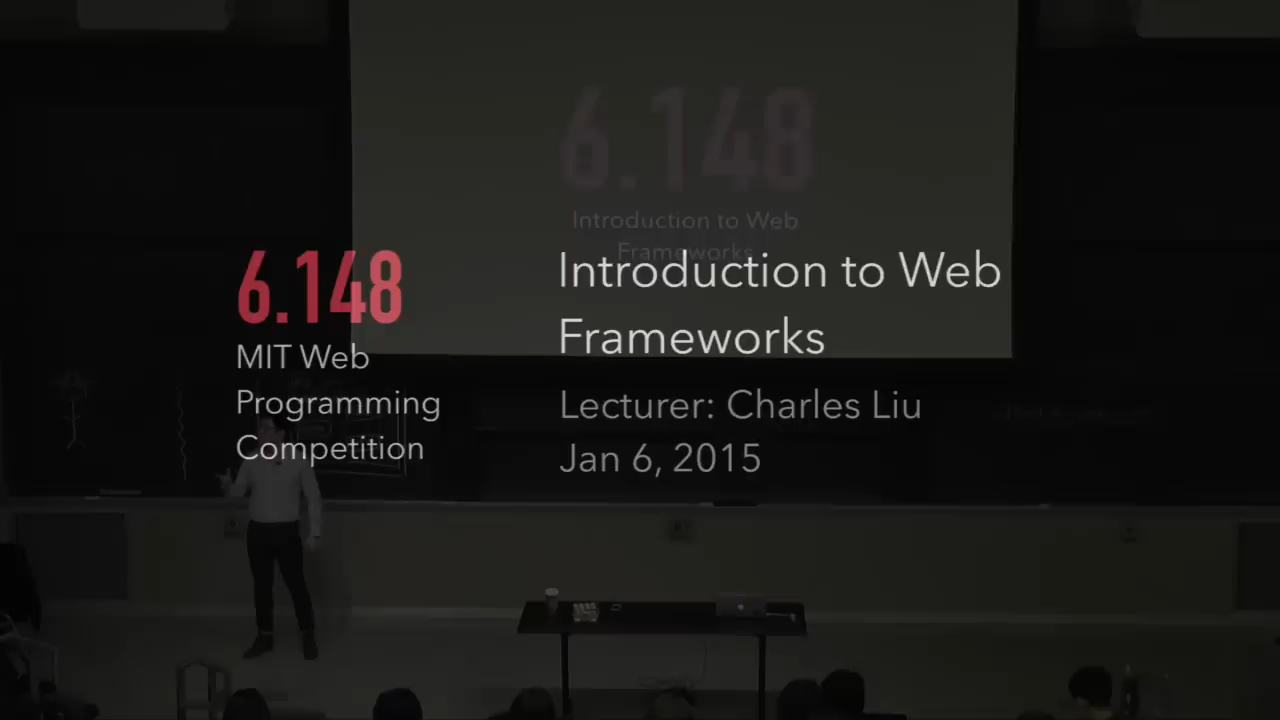 6.148
Introduction to Web
Frameworks
6.148
MIT Web
Programming
Competition
Introduction to Web
Frameworks
Lecturer: Charles Liu
Jan 6, 2015